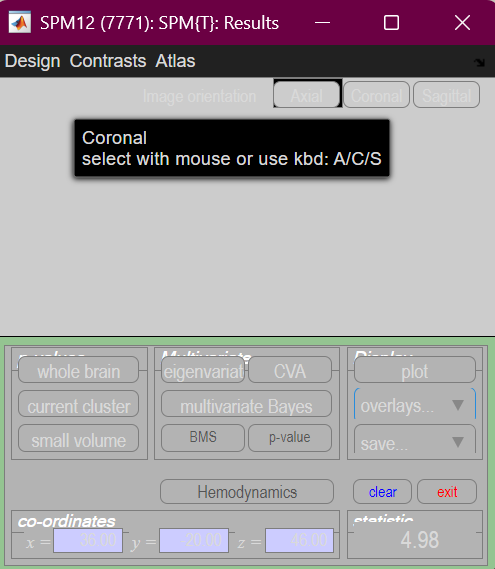 SPM12 (7771): SPM{T}: Results
Design Contrasts Atlas
Image orientation Axial Coronal Sagittal
Coronal
select with mouse or use kbd: A/C/S
p-values Multivariate Display
whole brain eigenvariat CVA plot
current cluster multivariate Bayes overlays...
small volume BMS p-value save...
Hemodynamics clear exit
co-ordinates statistic
x = 36.00 y = 20.00 z = 46.00 4.98